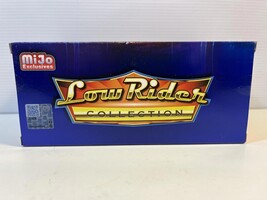 MiJo
Exclusives
Low Rider
COLLECTION